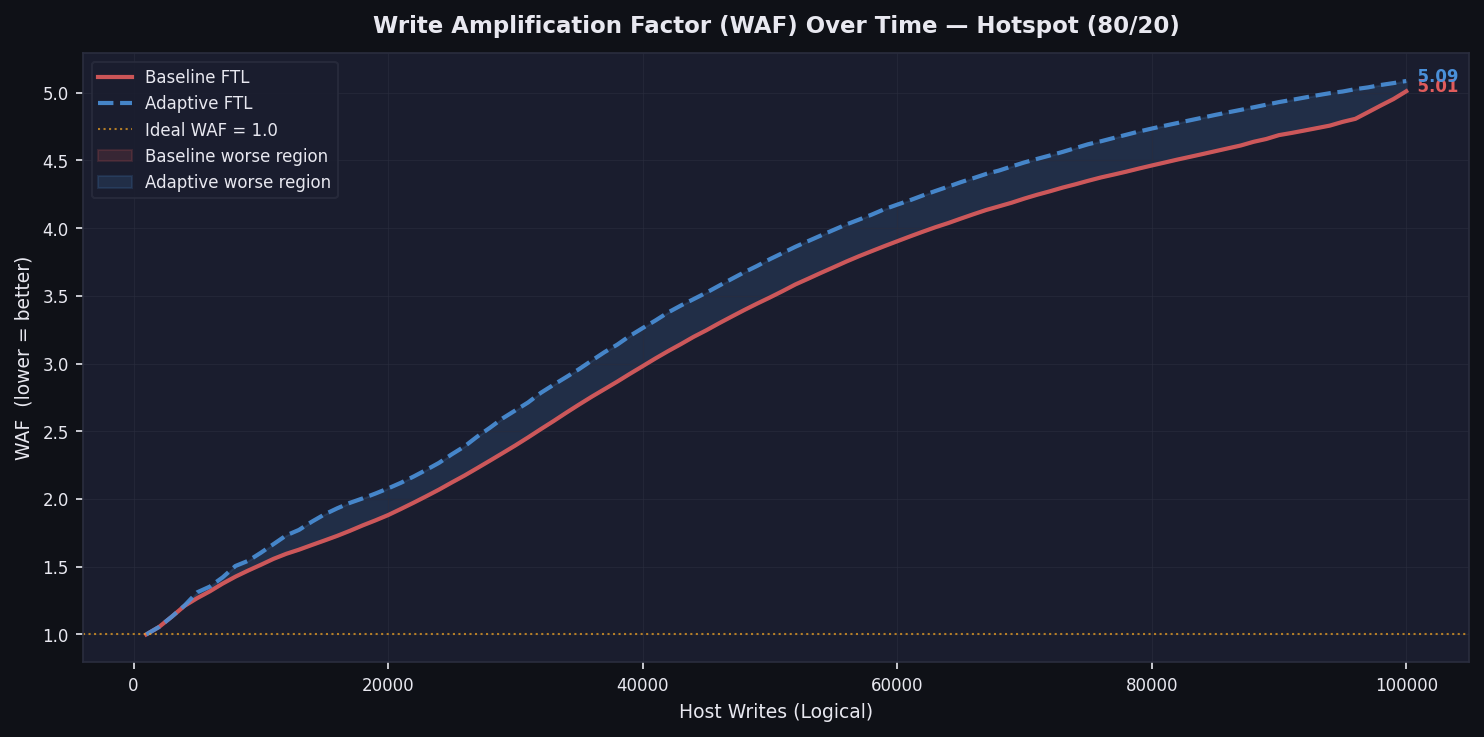 Write Amplification Factor (WAF) Over Time — Hotspot (80/20)
Baseline FTL
Adaptive FTL
Ideal WAF = 1.0
Baseline worse region
Adaptive worse region
5.09
5.01
WAF  (lower = better)
5.0
4.5
4.0
3.5
3.0
2.5
2.0
1.5
1.0
0
20000
40000
60000
80000
100000
Host Writes (Logical)